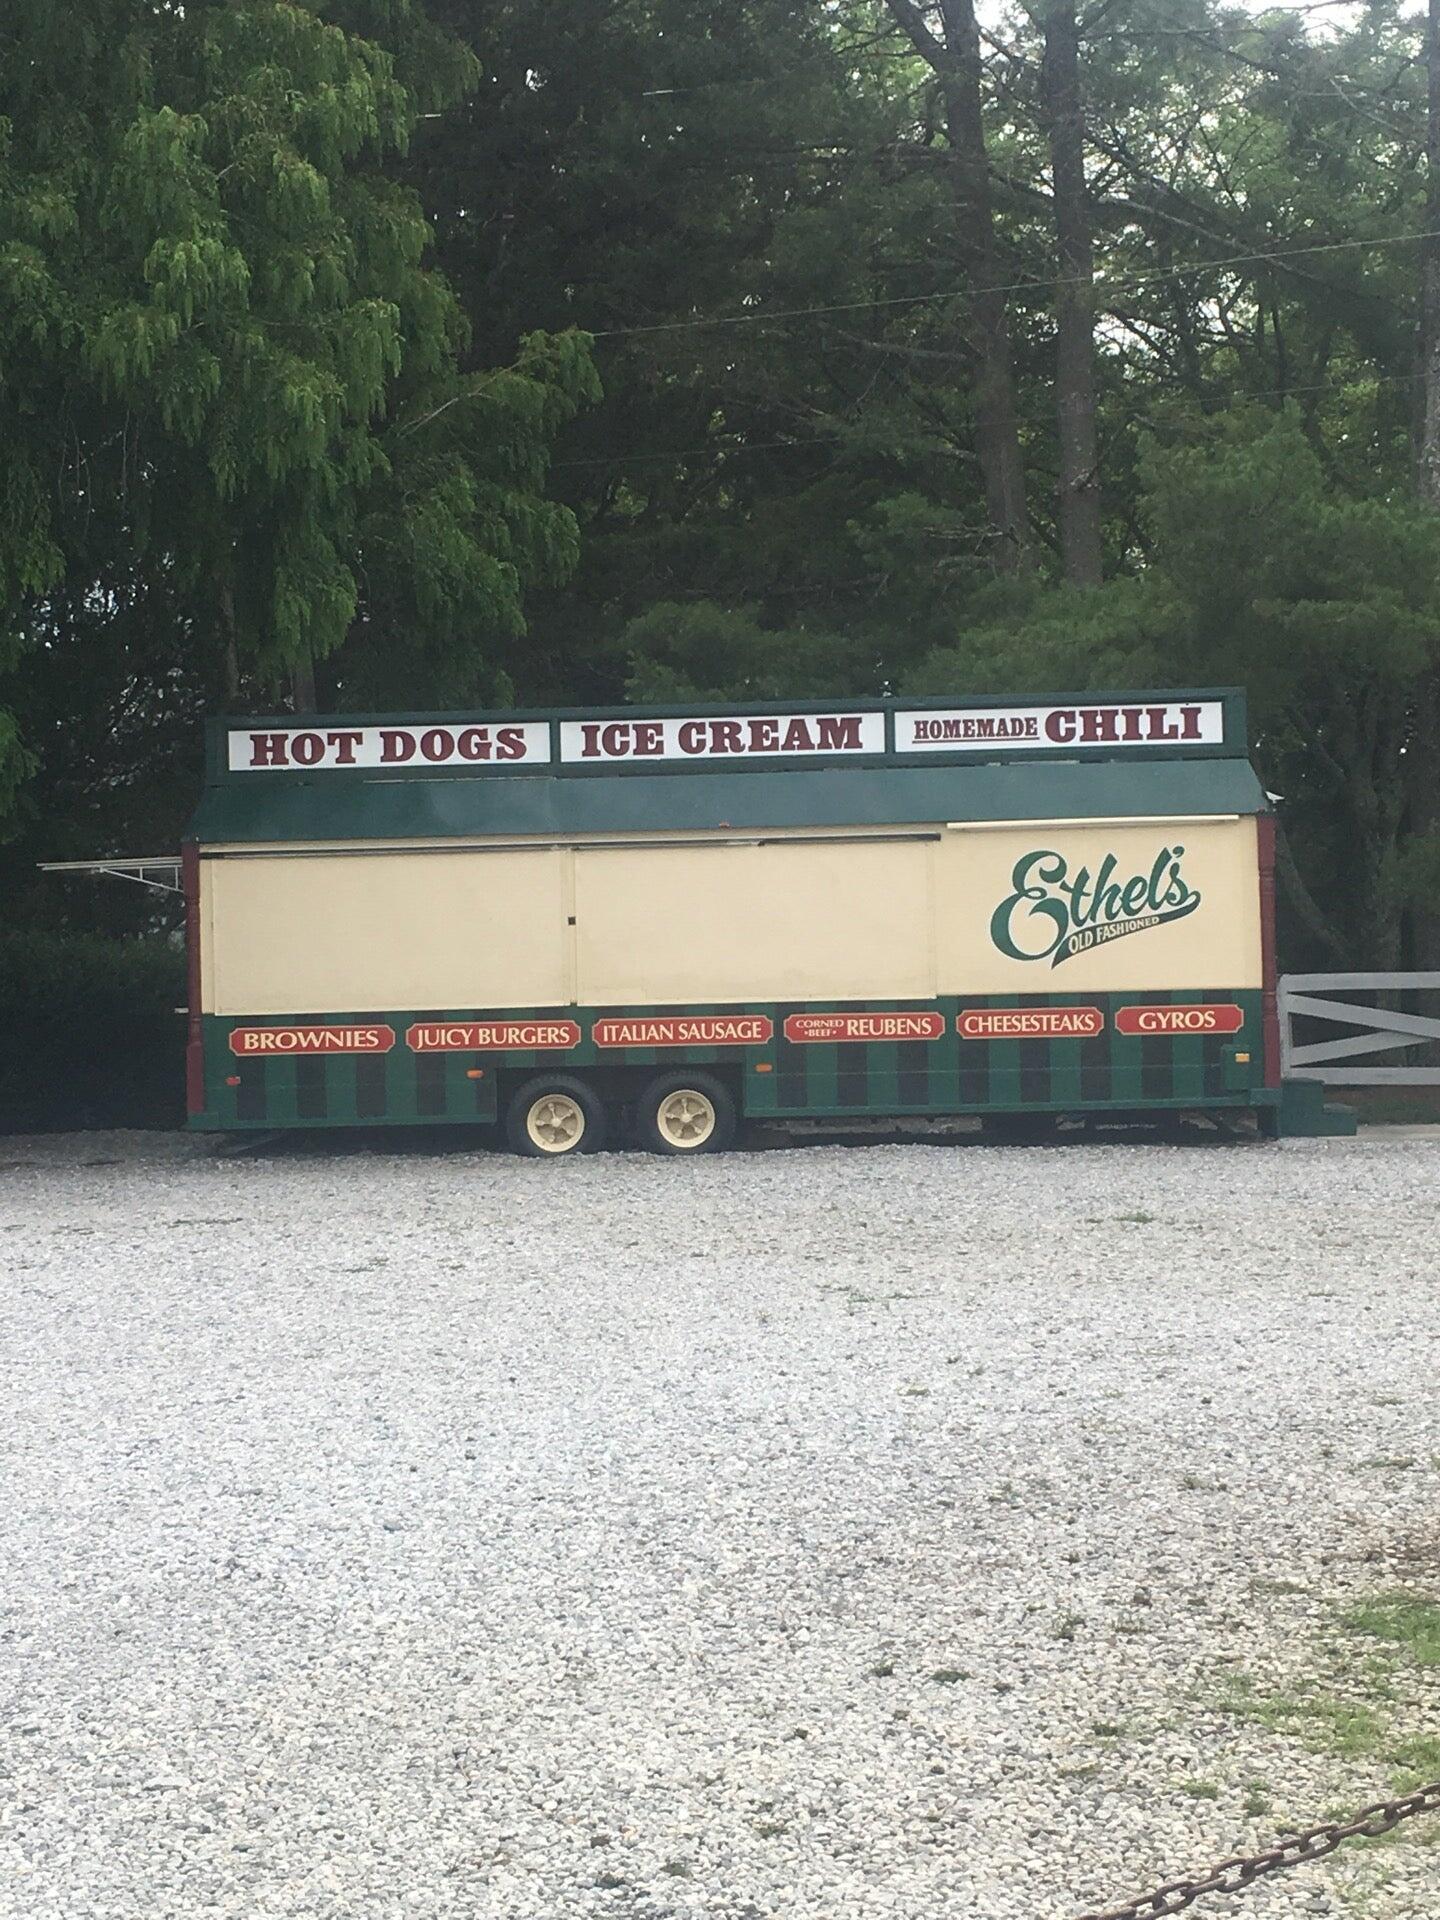 HOT DOGS
ICE CREAM
HOMEMADE CHILI
Ethel's
OLD FASHIONED
BROWNIES
JUICY BURGERS
ITALIAN SAUSAGE
CORNED •BEEF• REUBENS
CHEESESTEAKS
GYROS